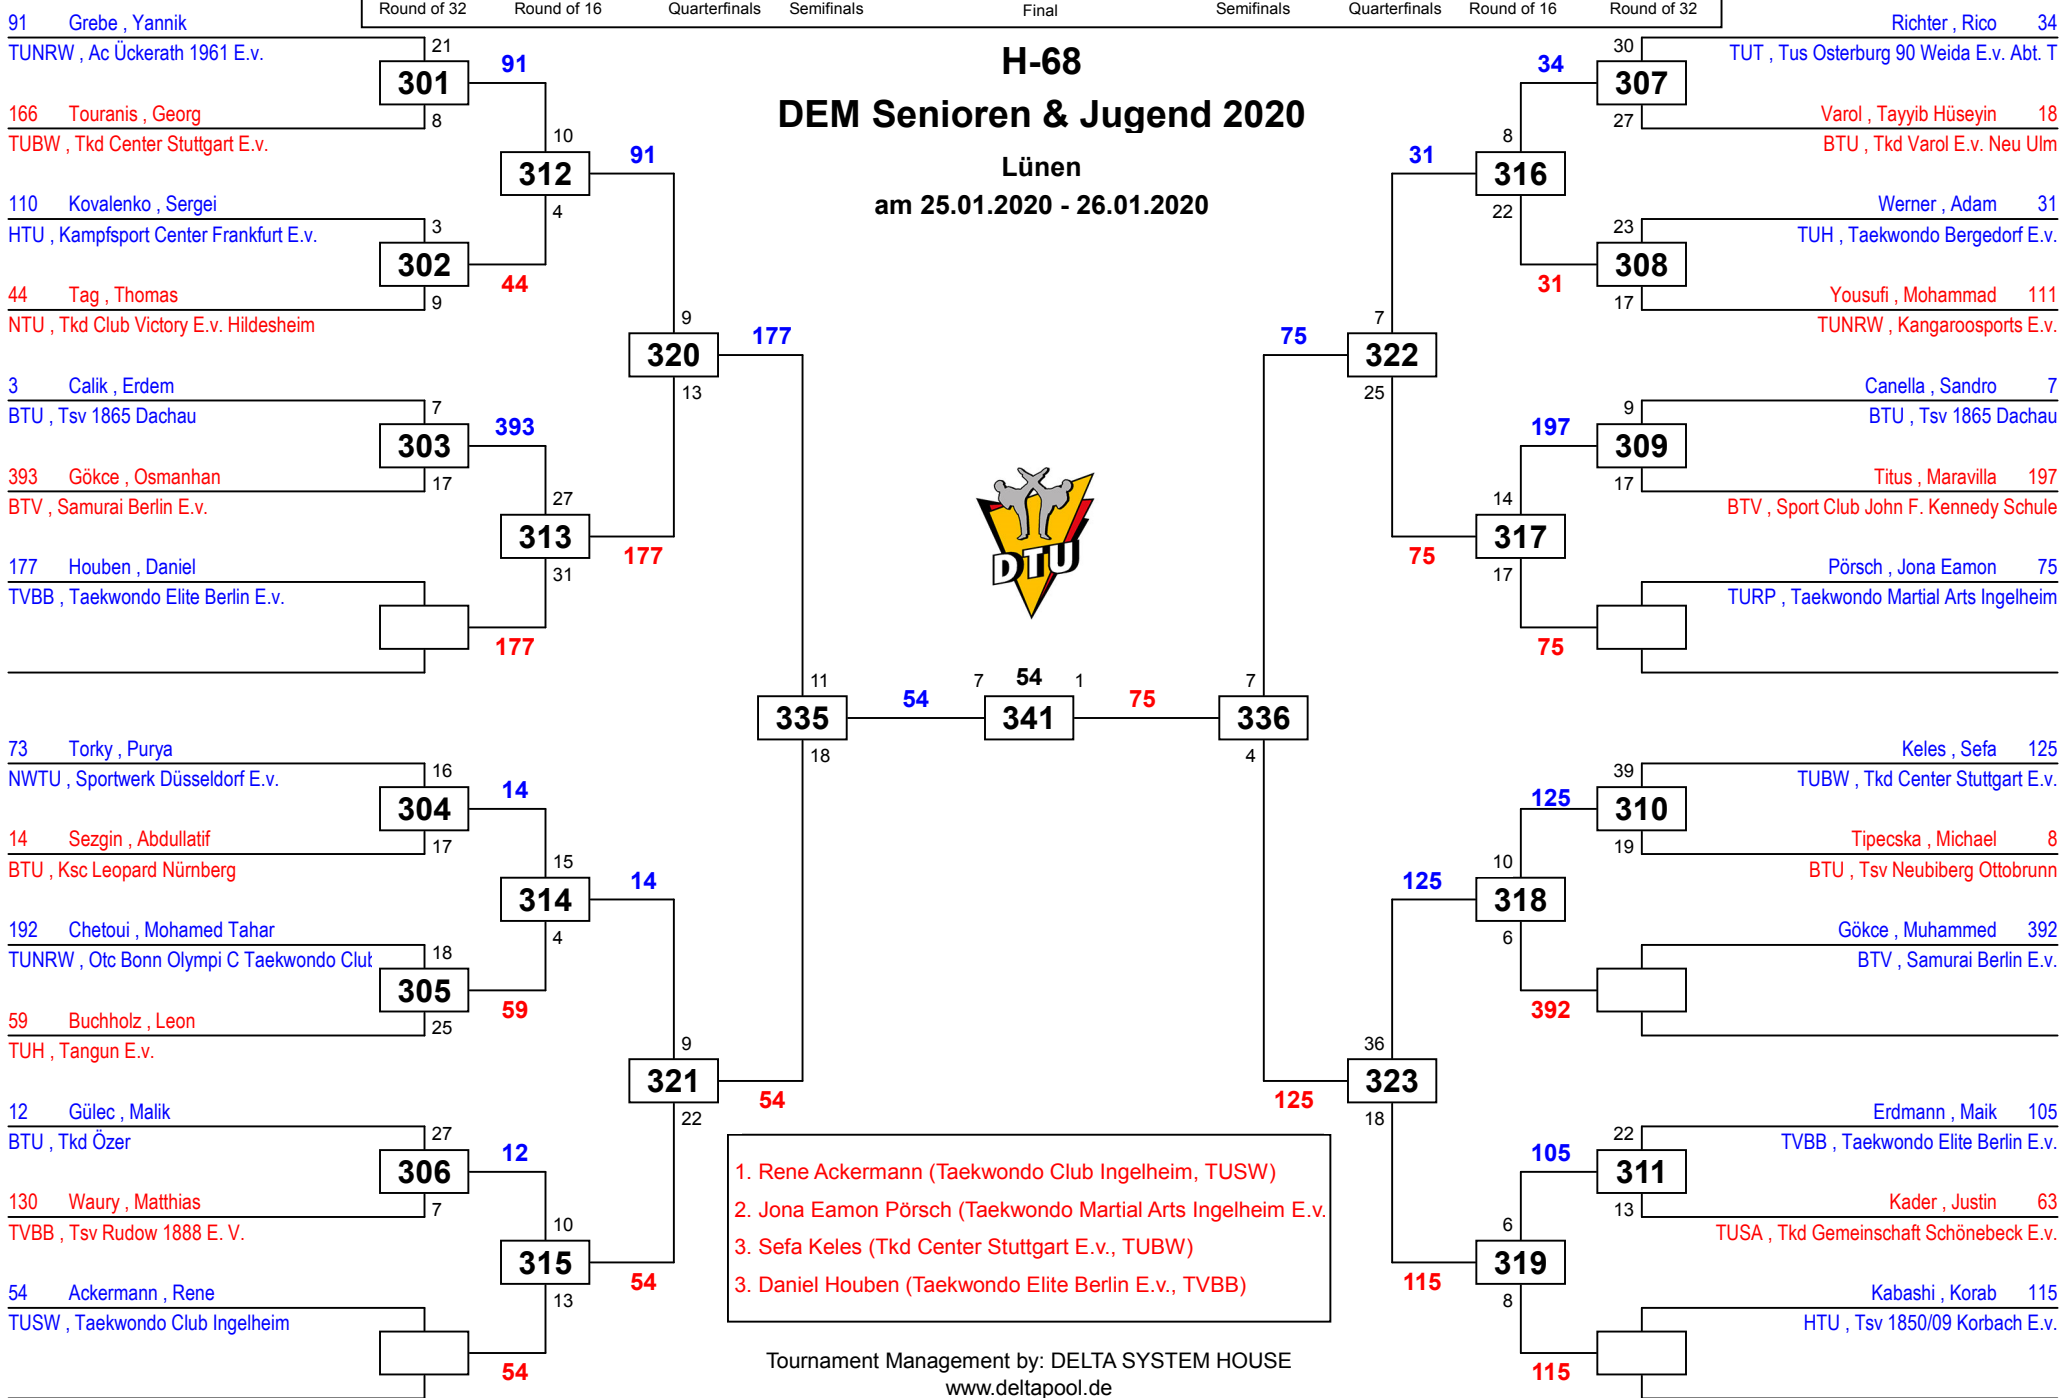 Round of 32 Round of 16 Quarterfinals Semifinals Final Semifinals Quarterfinals Round of 16 Round of 32
H-68
DEM Senioren & Jugend 2020
Lünen
am 25.01.2020 - 26.01.2020
91 Grebe , Yannik
TUNRW , Ac Ückerath 1961 E.v.
21
301
91
8
166 Touranis , Georg
TUBW , Tkd Center Stuttgart E.v.
10
312
91
4
110 Kovalenko , Sergei
HTU , Kampfsport Center Frankfurt E.v.
3
302
44
9
44 Tag , Thomas
NTU , Tkd Club Victory E.v. Hildesheim
9
320
177
13
3 Calik , Erdem
BTU , Tsv 1865 Dachau
7
303
393
17
393 Gökce , Osmanhan
BTV , Samurai Berlin E.v.
27
313
177
31
177 Houben , Daniel
TVBB , Taekwondo Elite Berlin E.v.
177
11
335
54
18
73 Torky , Purya
NWTU , Sportwerk Düsseldorf E.v.
16
304
14
17
14 Sezgin , Abdullatif
BTU , Ksc Leopard Nürnberg
15
314
14
4
192 Chetoui , Mohamed Tahar
TUNRW , Otc Bonn Olympi C Taekwondo Club
18
305
59
25
59 Buchholz , Leon
TUH , Tangun E.v.
9
321
54
22
12 Gülec , Malik
BTU , Tkd Özer
27
306
12
7
130 Waury , Matthias
TVBB , Tsv Rudow 1888 E. V.
10
315
54
13
54 Ackermann , Rene
TUSW , Taekwondo Club Ingelheim
54
DTU
7 54 1
341
Richter , Rico 34
TUT , Tus Osterburg 90 Weida E.v. Abt. T
30
34
307
27
Varol , Tayyib Hüseyin 18
BTU , Tkd Varol E.v. Neu Ulm
8
31
316
22
Werner , Adam 31
TUH , Taekwondo Bergedorf E.v.
23
308
31
17
Yousufi , Mohammad 111
TUNRW , Kangaroosports E.v.
7
75
322
25
Canella , Sandro 7
BTU , Tsv 1865 Dachau
9
197
309
17
Titus , Maravilla 197
BTV , Sport Club John F. Kennedy Schule
14
317
75
17
Pörsch , Jona Eamon 75
TURP , Taekwondo Martial Arts Ingelheim
75
7
75
336
4
Keles , Sefa 125
TUBW , Tkd Center Stuttgart E.v.
39
125
310
19
Tipecska , Michael 8
BTU , Tsv Neubiberg Ottobrunn
10
125
318
6
Gökce , Muhammed 392
BTV , Samurai Berlin E.v.
392
36
323
125
18
Erdmann , Maik 105
TVBB , Taekwondo Elite Berlin E.v.
22
105
311
13
Kader , Justin 63
TUSA , Tkd Gemeinschaft Schönebeck E.v.
6
319
115
8
Kabashi , Korab 115
HTU , Tsv 1850/09 Korbach E.v.
115
1. Rene Ackermann (Taekwondo Club Ingelheim, TUSW)
2. Jona Eamon Pörsch (Taekwondo Martial Arts Ingelheim E.v.
3. Sefa Keles (Tkd Center Stuttgart E.v., TUBW)
3. Daniel Houben (Taekwondo Elite Berlin E.v., TVBB)
Tournament Management by: DELTA SYSTEM HOUSE
www.deltapool.de